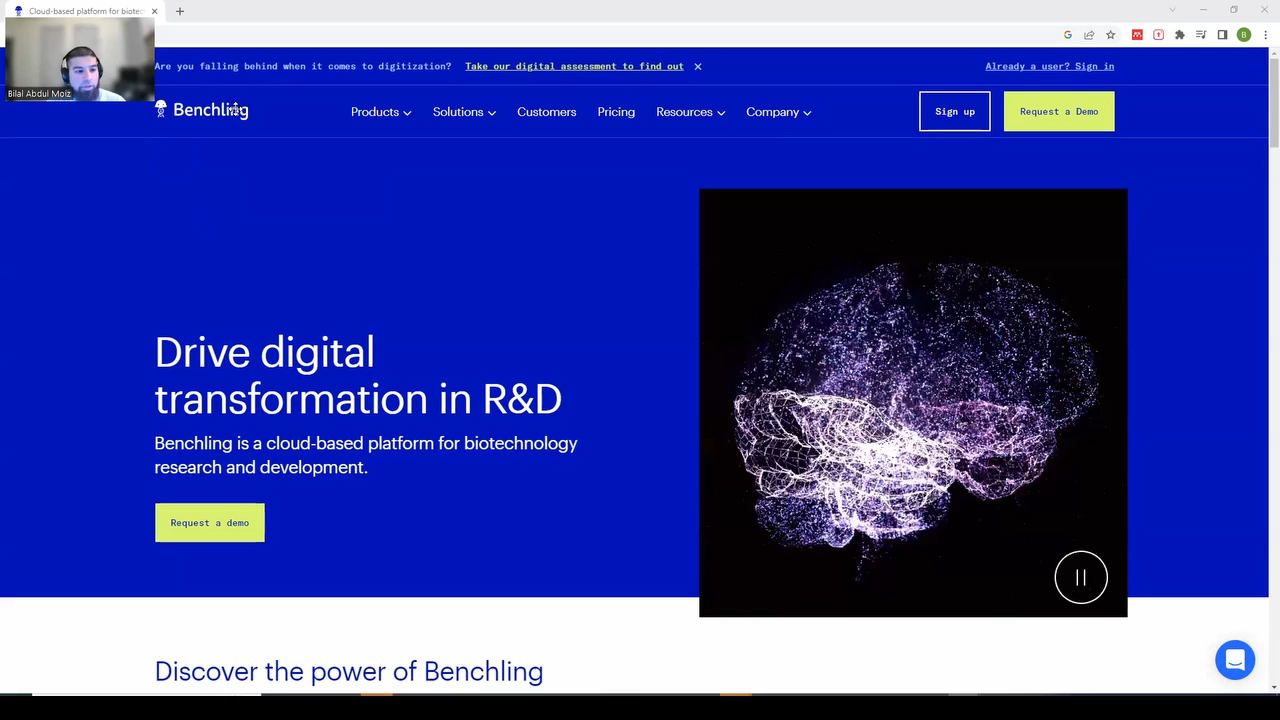 Cloud-based platform for biotec
Bilal Abdul Moiz
B
Are you falling behind when it comes to digitization? Take our digital assessment to find out
Already a user? Sign in
Benchling
Products
Solutions
Customers
Pricing
Resources
Company
Sign up
Request a Demo
Drive digital
transformation in R&D
Benchling is a cloud-based platform for biotechnology
research and development.
Request a demo
Discover the power of Benchling